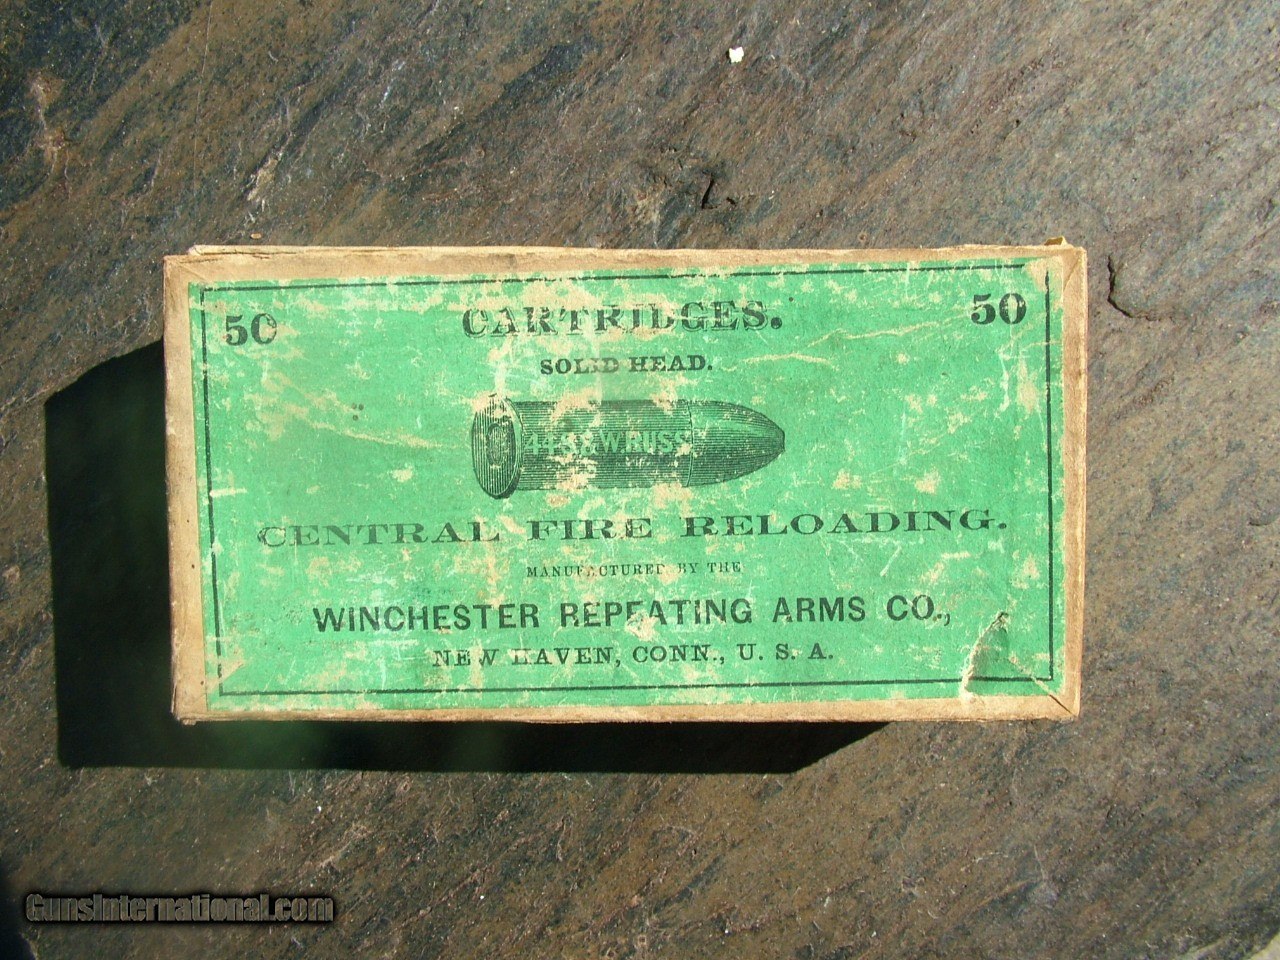 50 CARTRIDGES. 50
SOLID HEAD.
44 S.&W. RUSS.
CENTRAL FIRE RELOADING.
MANUFACTURED BY THE
WINCHESTER REPEATING ARMS CO.,
NEW HAVEN, CONN., U. S. A.
GunsInternational.com